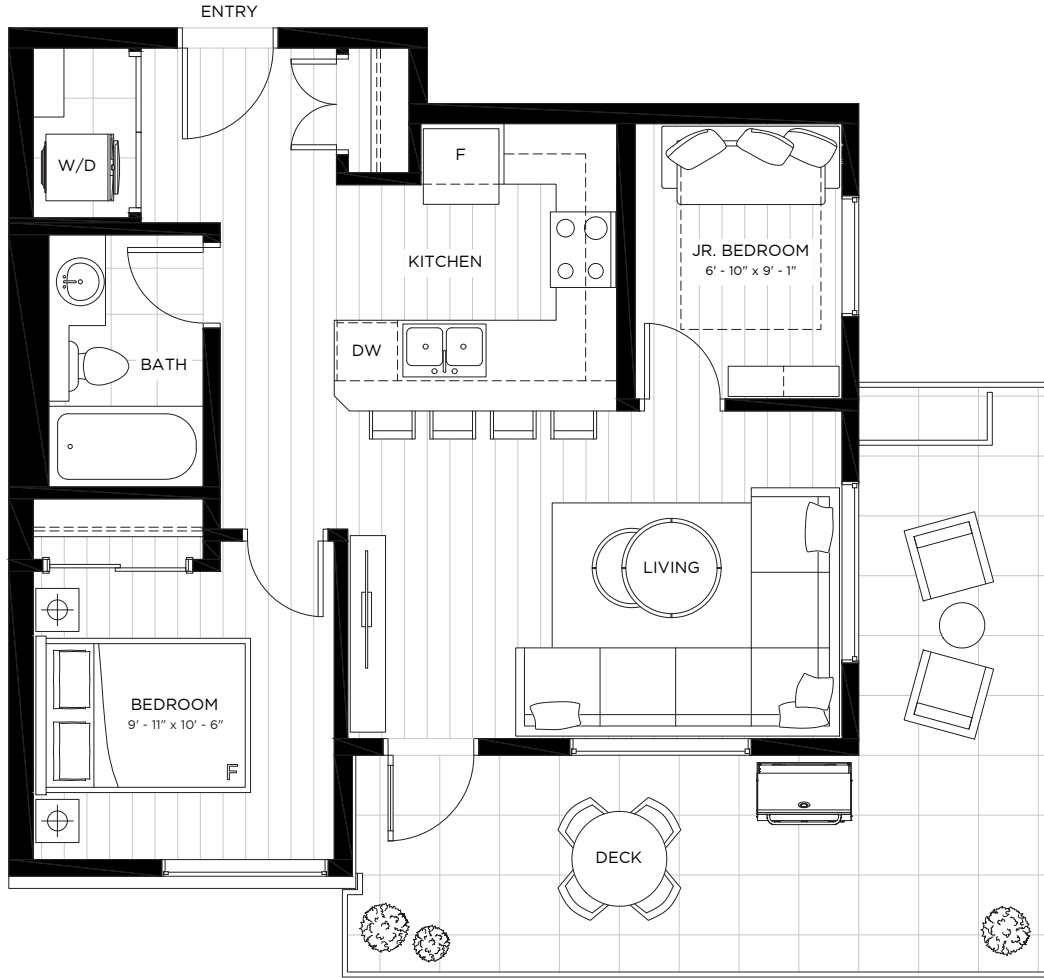 ENTRY
W/D
F
KITCHEN
JR. BEDROOM
6' - 10" x 9' - 1"
DW
BATH
LIVING
BEDROOM
9' - 11" x 10' - 6"
F
DECK